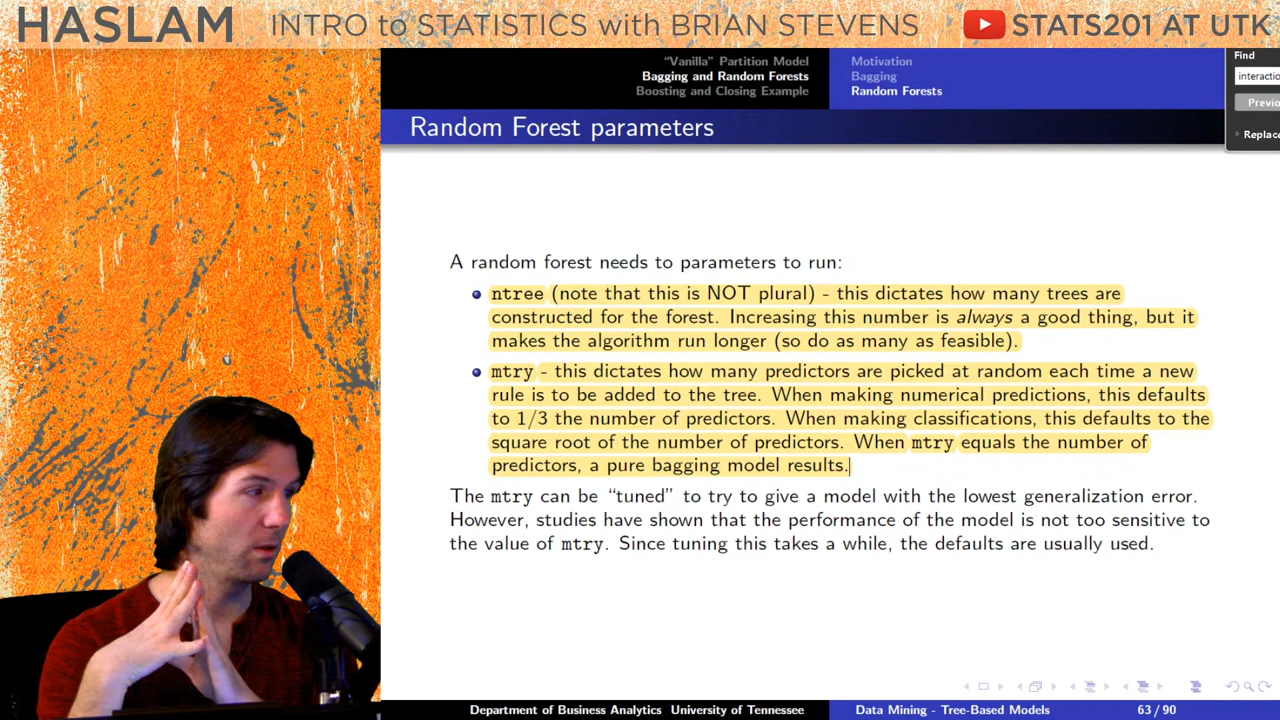 HASLAM INTRO to STATISTICS with BRIAN STEVENS STATS201 AT UTK
"Vanilla" Partition Model
Bagging and Random Forests
Boosting and Closing Example
Motivation
Bagging
Random Forests
Find
interactio
Previo
Replace
Random Forest parameters
A random forest needs to parameters to run:
ntree (note that this is NOT plural) - this dictates how many trees are
constructed for the forest. Increasing this number is always a good thing, but it
makes the algorithm run longer (so do as many as feasible).
mtry - this dictates how many predictors are picked at random each time a new
rule is to be added to the tree. When making numerical predictions, this defaults
to 1/3 the number of predictors. When making classifications, this defaults to the
square root of the number of predictors. When mtry equals the number of
predictors, a pure bagging model results.
The mtry can be "tuned" to try to give a model with the lowest generalization error.
However, studies have shown that the performance of the model is not too sensitive to
the value of mtry. Since tuning this takes a while, the defaults are usually used.
Department of Business Analytics University of Tennessee Data Mining - Tree-Based Models 63 / 90